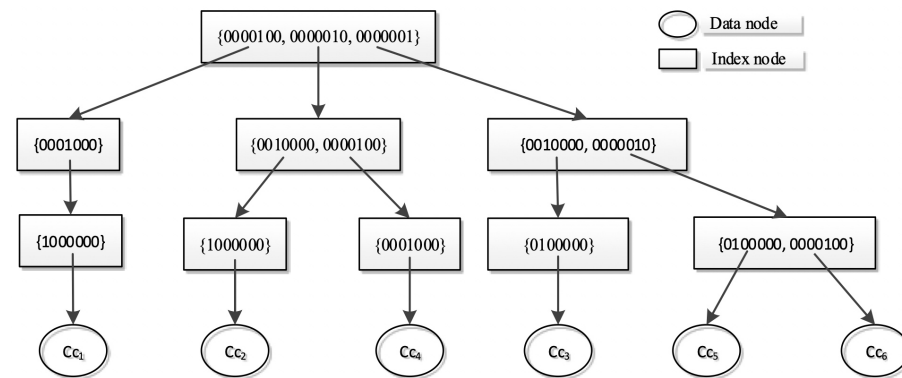 {0000100, 0000010, 0000001}
Data node
Index node
{0001000}
{0010000, 0000100}
{0010000, 0000010}
{1000000}
{1000000}
{0001000}
{0100000}
{0100000, 0000100}
Cc1
Cc2
Cc4
Cc3
Cc5
Cc6